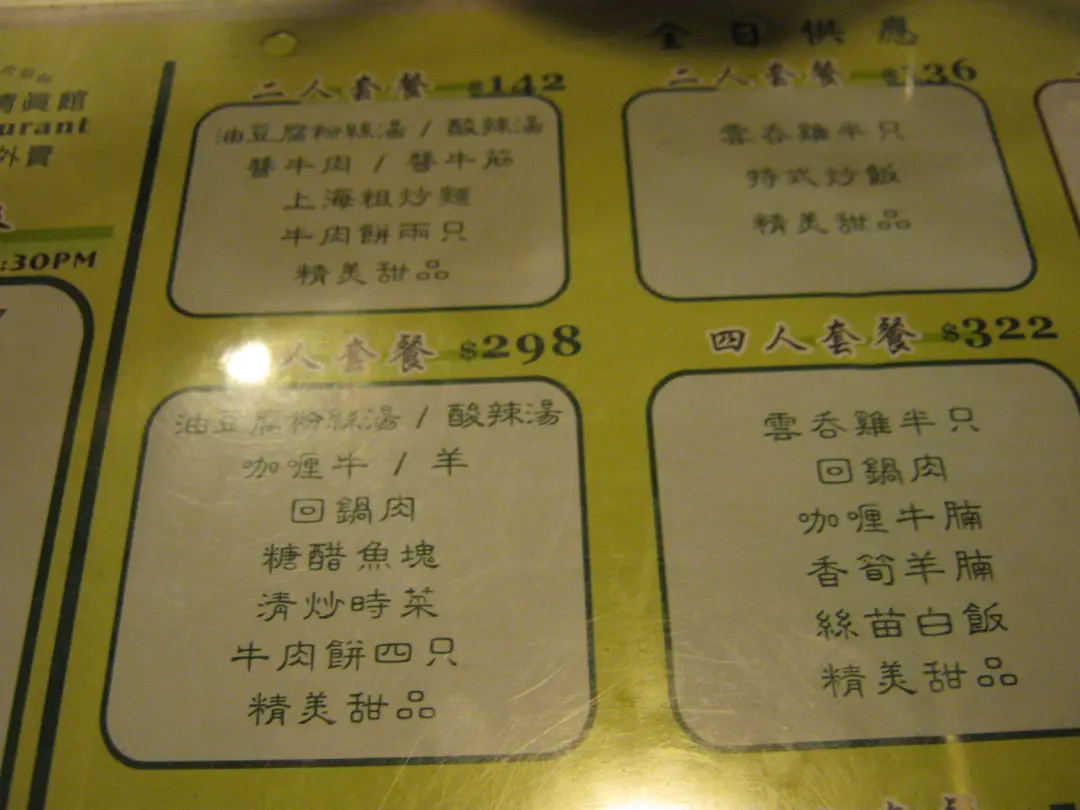 全日供應
清真館
urant
外賣
:30PM
二人套餐 $142
油豆腐粉絲湯 / 酸辣湯
醬牛肉 / 醬牛筋
上海粗炒麵
牛肉餅兩只
精美甜品
二人套餐 $136
雲吞雞半只
特式炒飯
精美甜品
人套餐 $298
油豆腐粉絲湯 / 酸辣湯
咖喱牛 / 羊
回鍋肉
糖醋魚塊
清炒時菜
牛肉餅四只
精美甜品
四人套餐 $322
雲吞雞半只
回鍋肉
咖喱牛腩
香筍羊腩
絲苗白飯
精美甜品